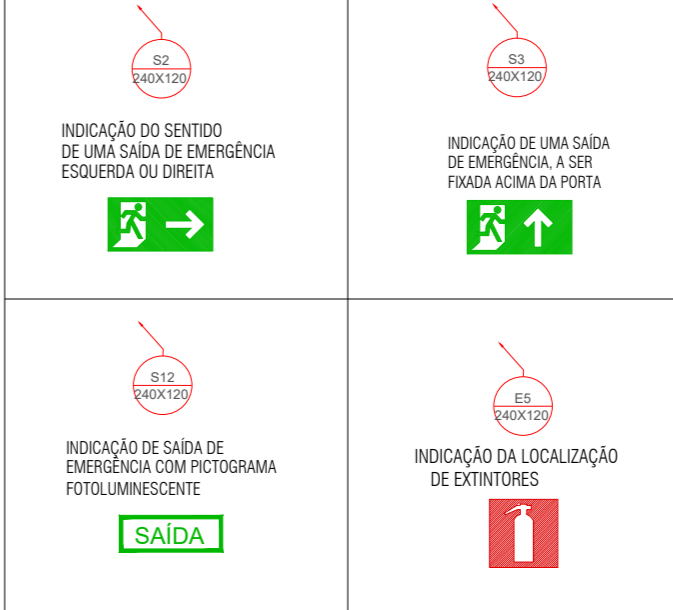 S2
240X120
INDICAÇÃO DO SENTIDO
DE UMA SAÍDA DE EMERGÊNCIA
ESQUERDA OU DIREITA
S3
240X120
INDICAÇÃO DE UMA SAÍDA
DE EMERGÊNCIA, A SER
FIXADA ACIMA DA PORTA
S12
240X120
INDICAÇÃO DE SAÍDA DE
EMERGÊNCIA COM PICTOGRAMA
FOTOLUMINESCENTE
SAÍDA
E5
240X120
INDICAÇÃO DA LOCALIZAÇÃO
DE EXTINTORES